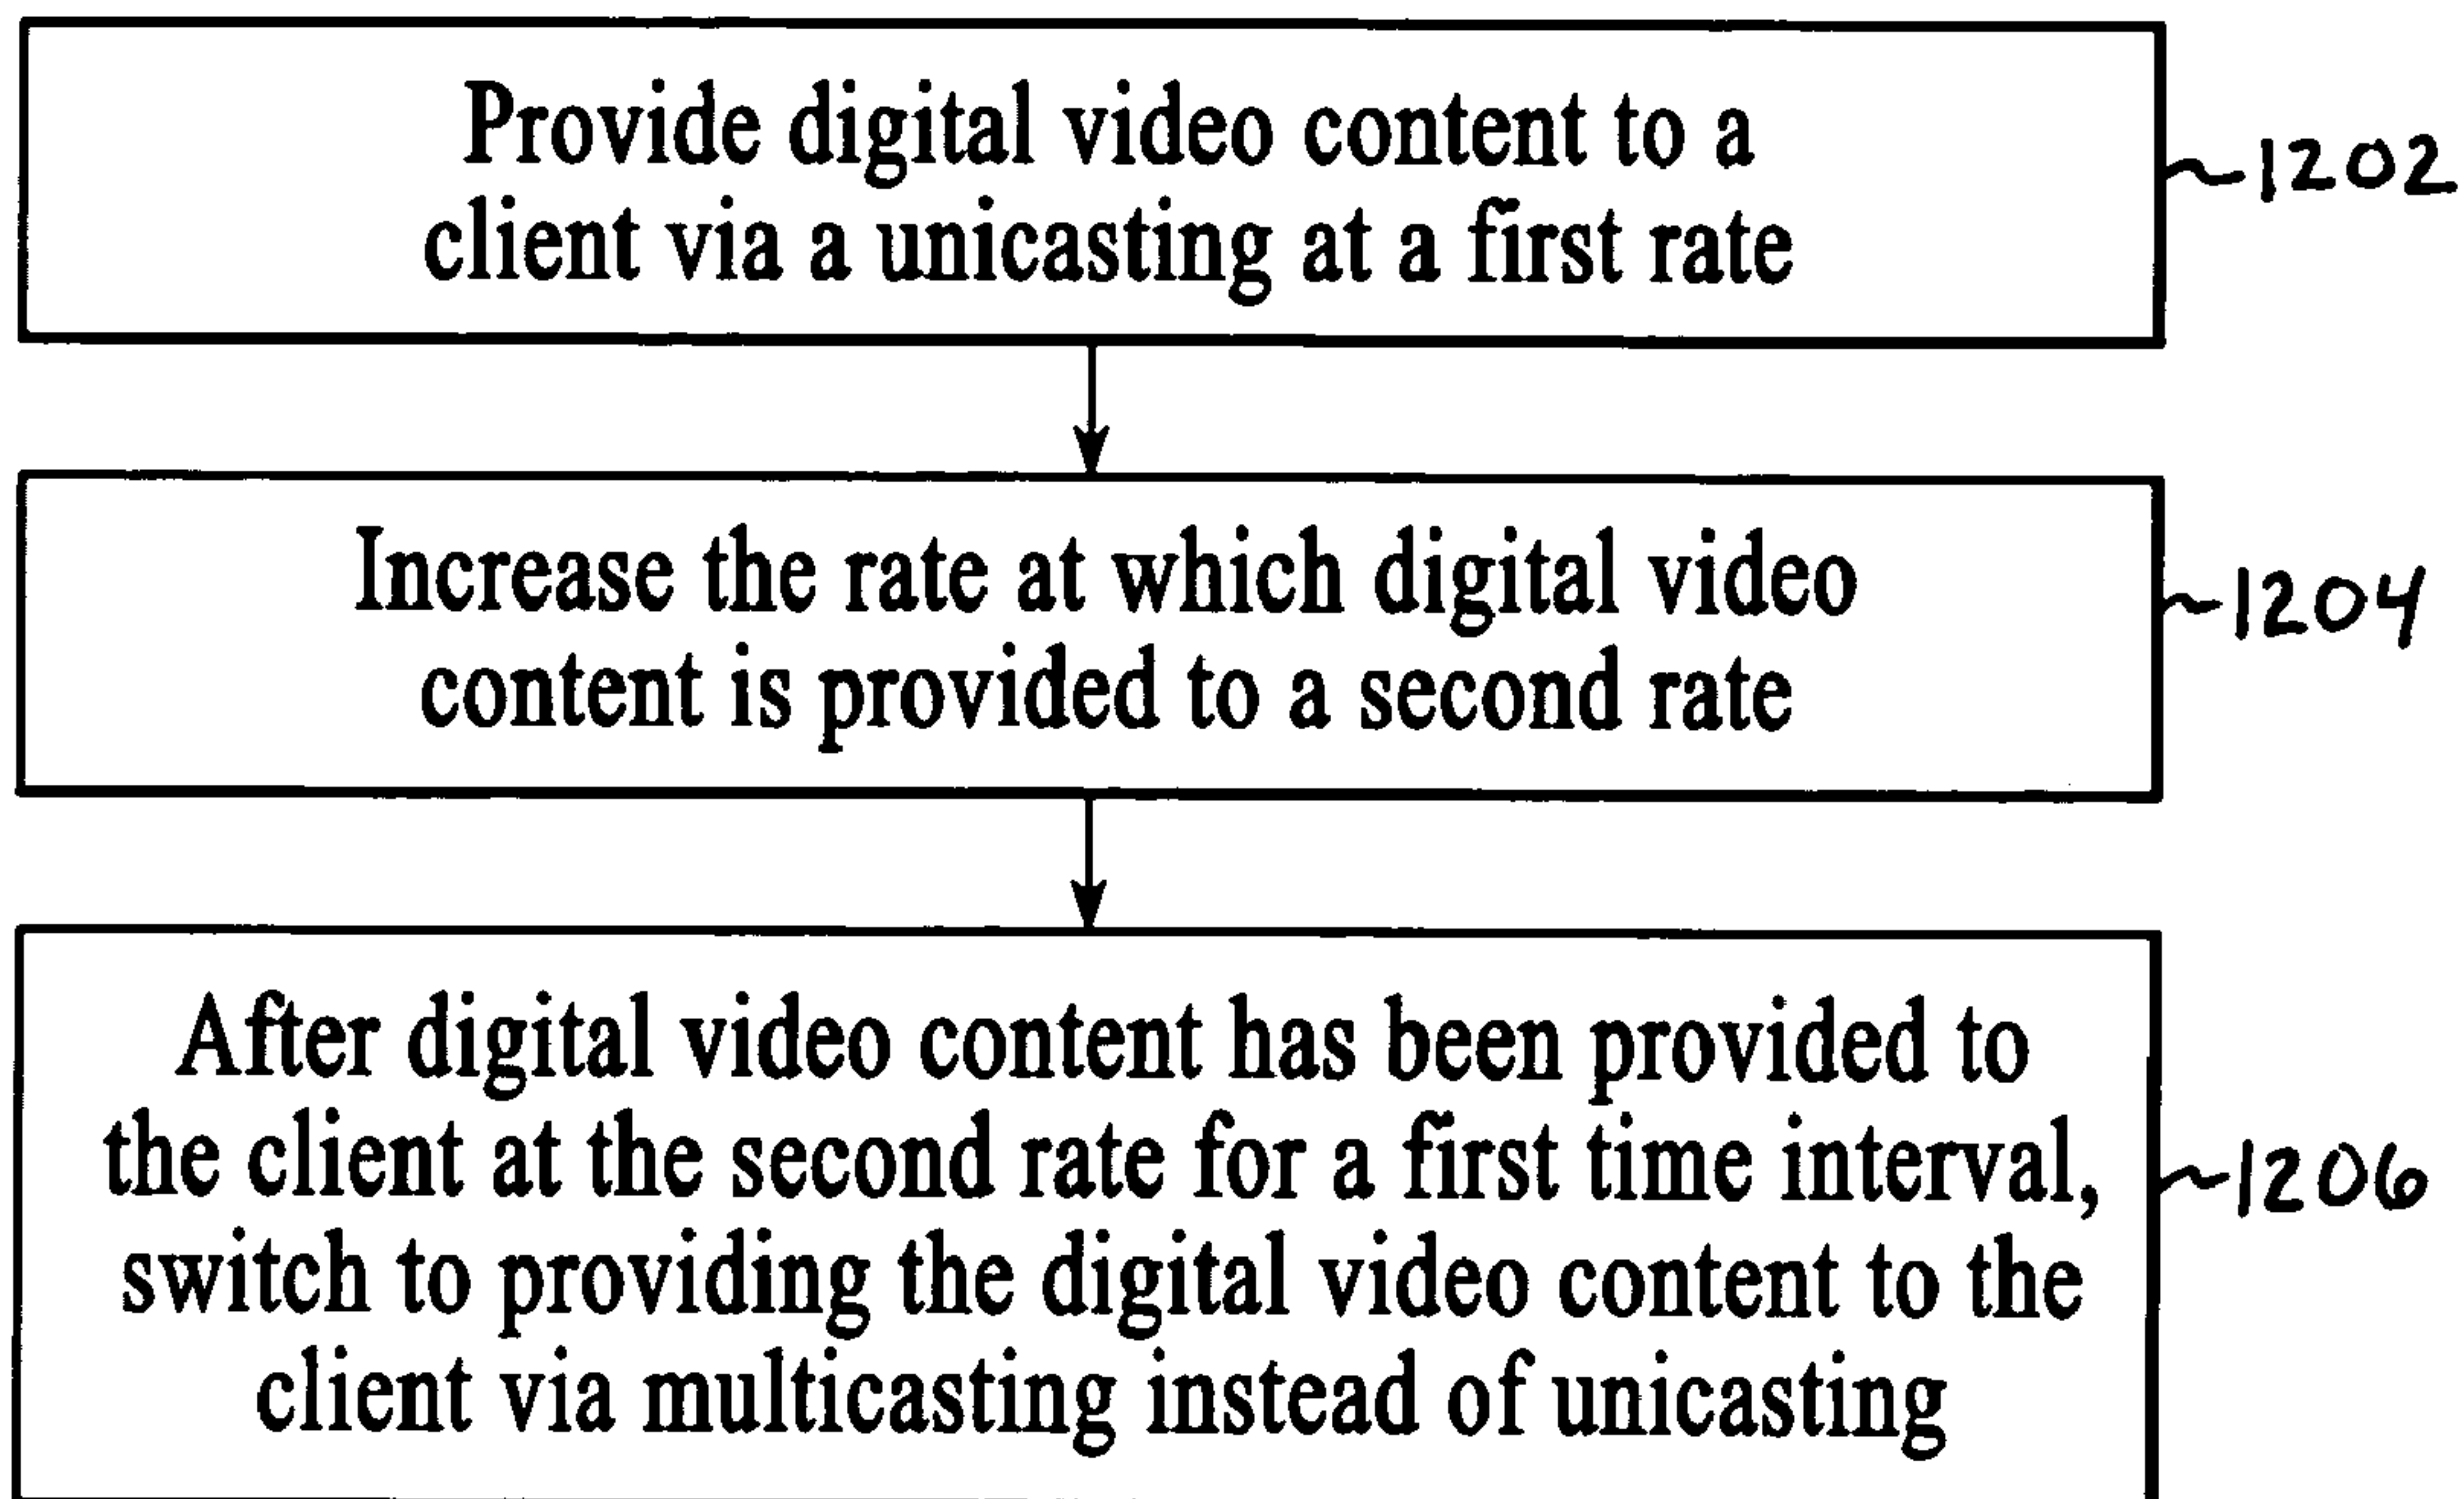 Provide digital video content to a
client via a unicasting at a first rate
1202
Increase the rate at which digital video
content is provided to a second rate
1204
After digital video content has been provided to
the client at the second rate for a first time interval,
switch to providing the digital video content to the
client via multicasting instead of unicasting
1206